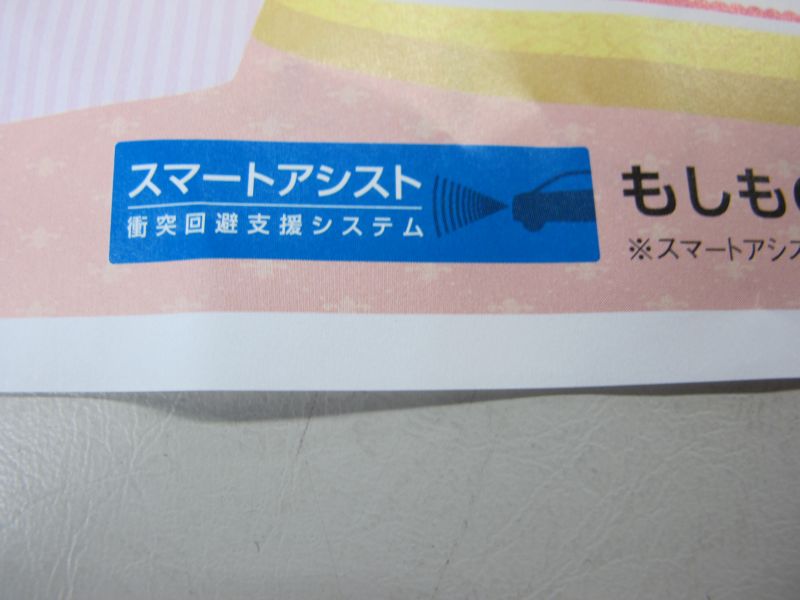 スマートアシスト
衝突回避支援システム
もしも
※スマートアシス